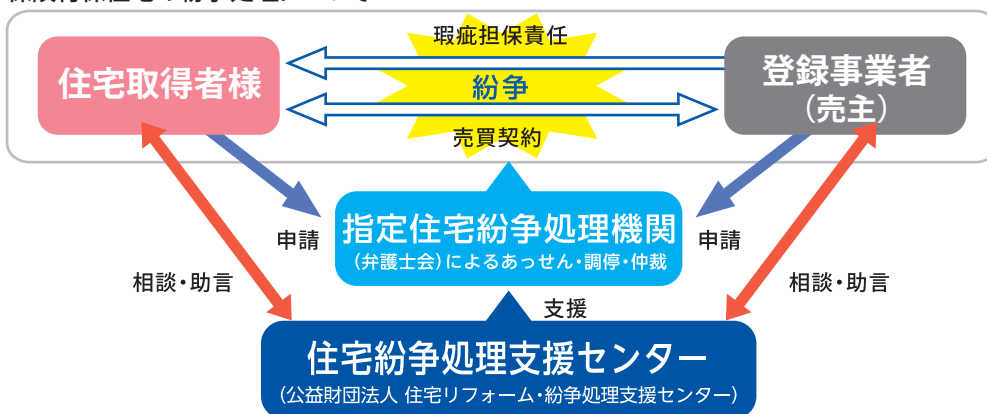 瑕疵担保責任
住宅取得者様
紛争
登録事業者
(売主)
売買契約
指定住宅紛争処理機関
(弁護士会)によるあっせん・調停・仲裁
申請
申請
相談・助言
相談・助言
支援
住宅紛争処理支援センター
(公益財団法人 住宅リフォーム・紛争処理支援センター)